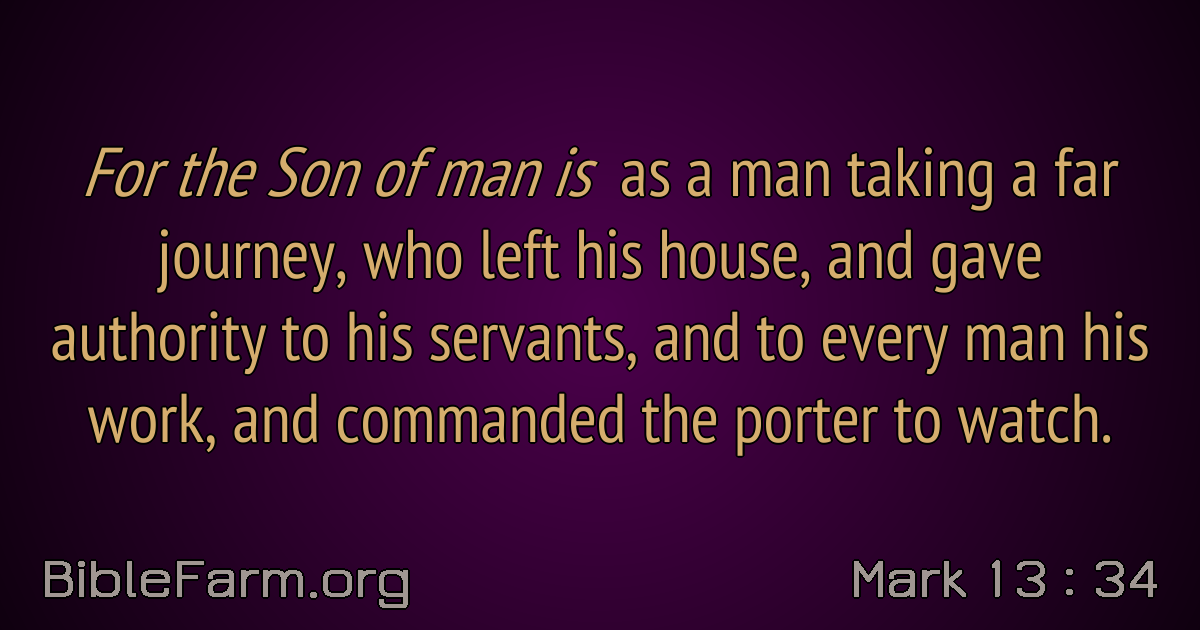 For the Son of man is as a man taking a far
journey, who left his house, and gave
authority to his servants, and to every man his
work, and commanded the porter to watch.
BibleFarm.org
Mark 13 : 34